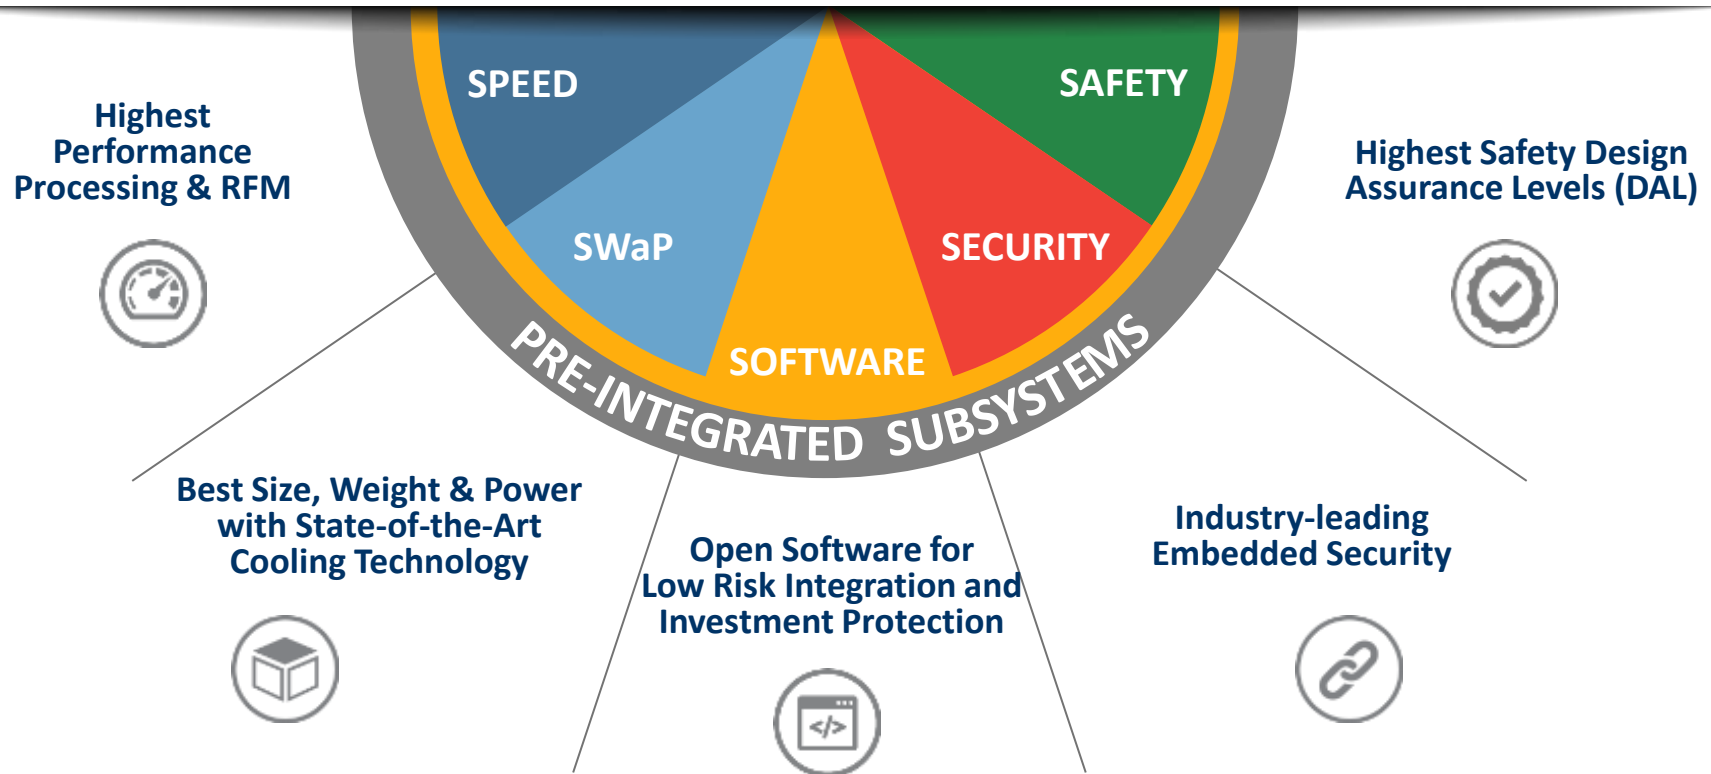 SPEED
SAFETY
SWaP
SECURITY
SOFTWARE
PRE-INTEGRATED SUBSYSTEMS
Highest
Performance
Processing & RFM
Highest Safety Design
Assurance Levels (DAL)
Best Size, Weight & Power
with State-of-the-Art
Cooling Technology
Open Software for
Low Risk Integration and
Investment Protection
</>
Industry-leading
Embedded Security